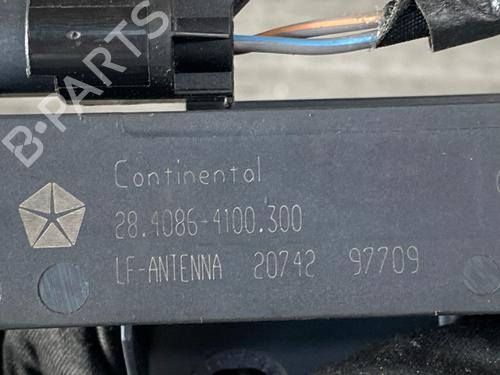 B-PARTS
Continental
28.4086-4100.300
LF-ANTENNA 20742 97709